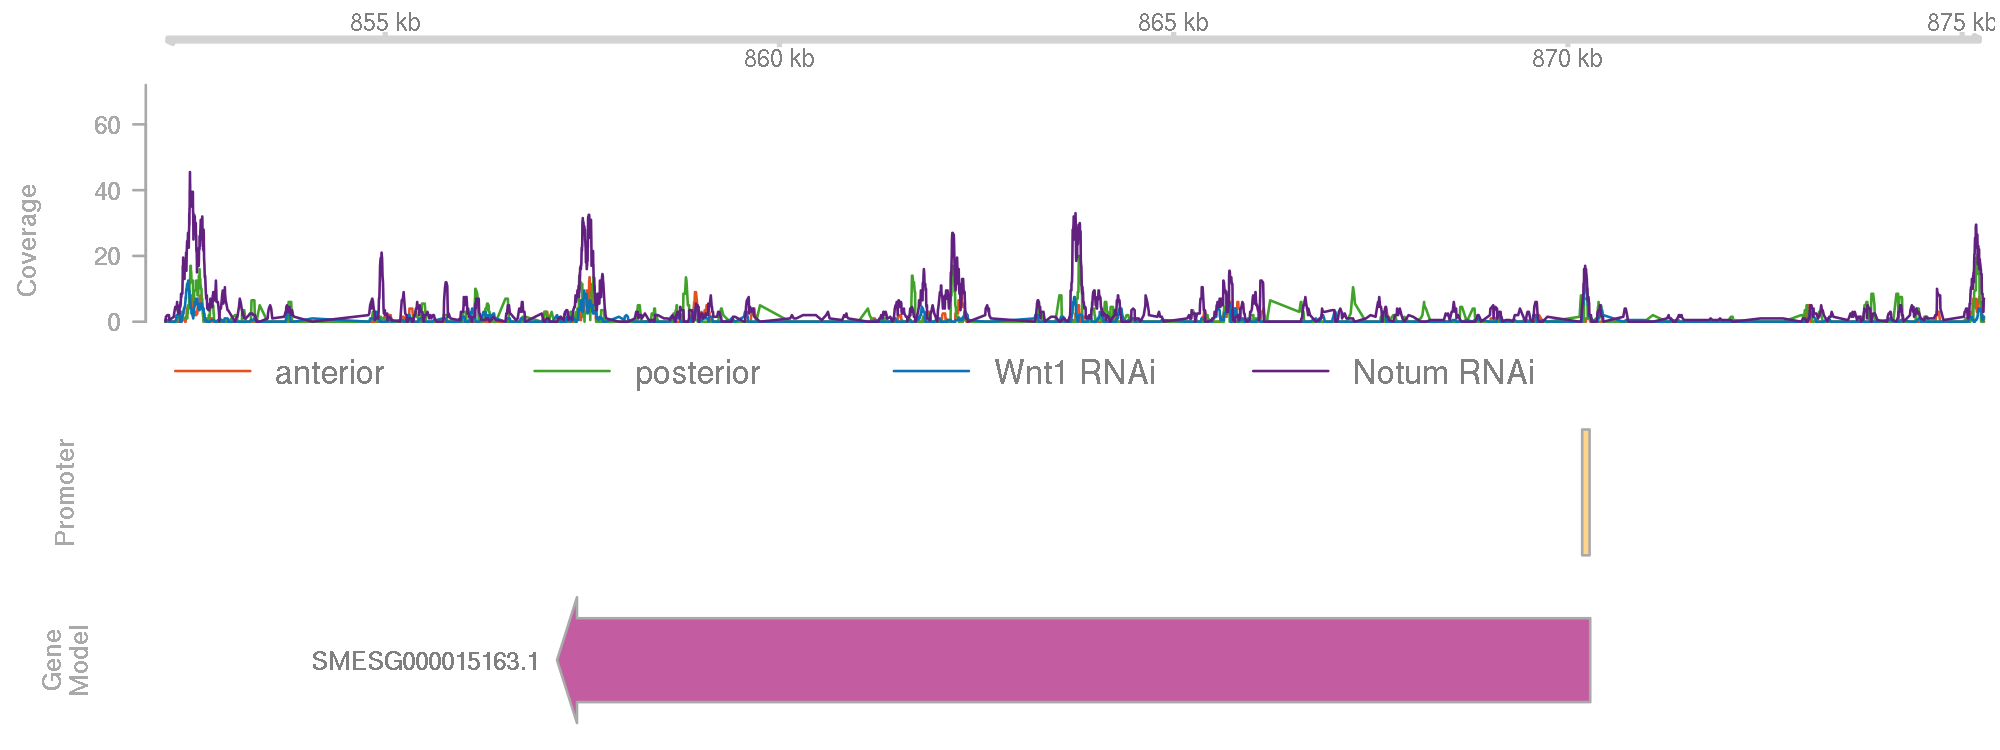 855 kb 865 kb 875 kb
860 kb 870 kb
Coverage
60
40
20
0
0
anterior posterior Wnt1 RNAi Notum RNAi
Promoter
Gene
Model
SMESG000015163.1